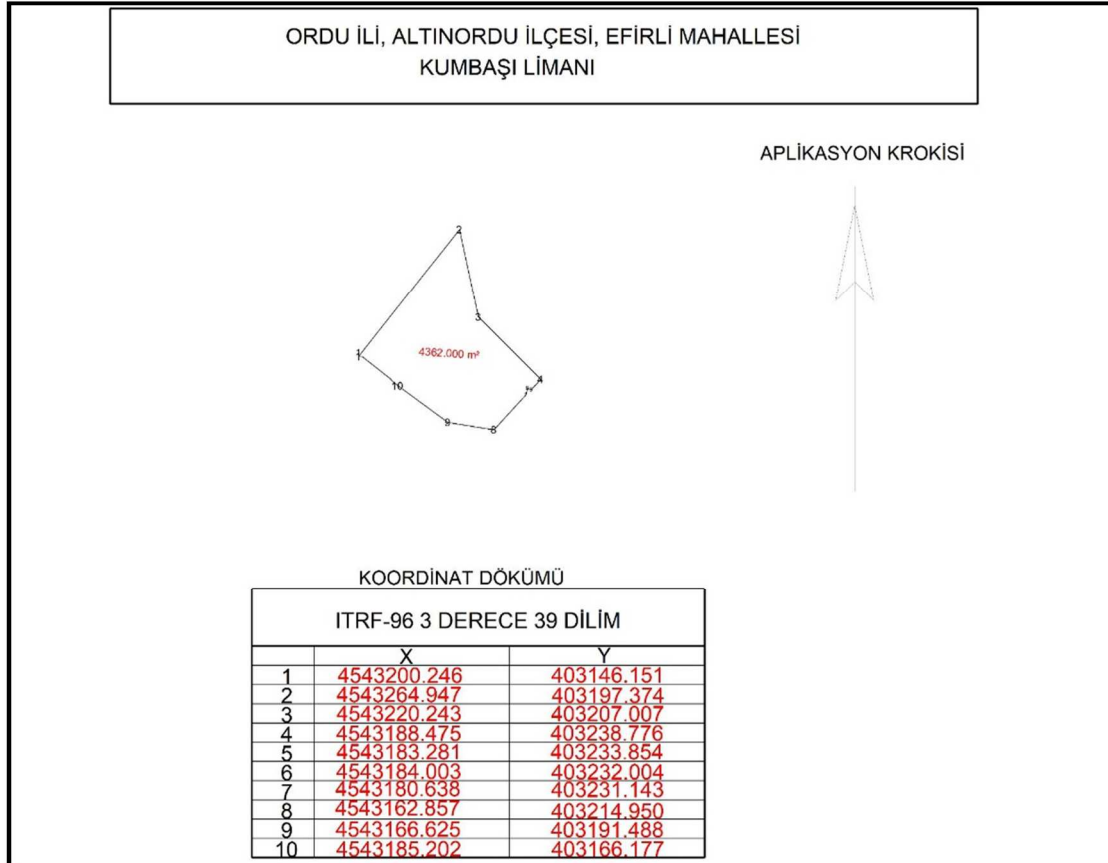 ORDU İLİ, ALTINORDU İLÇESİ, EFİRLİ MAHALLESİ
KUMBAŞI LİMANI
APLİKASYON KROKİSİ
2
3
1
4362.000 m²
4
10
9
8
KOORDİNAT DÖKÜMÜ
ITRF-96 3 DERECE 39 DİLİM
X Y
1 4543200.246 403146.151
2 4543264.947 403197.374
3 4543220.243 403207.007
4 4543188.475 403238.776
5 4543183.281 403233.854
6 4543184.003 403232.004
7 4543180.638 403231.143
8 4543162.857 403214.950
9 4543166.625 403191.488
10 4543185.202 403166.177